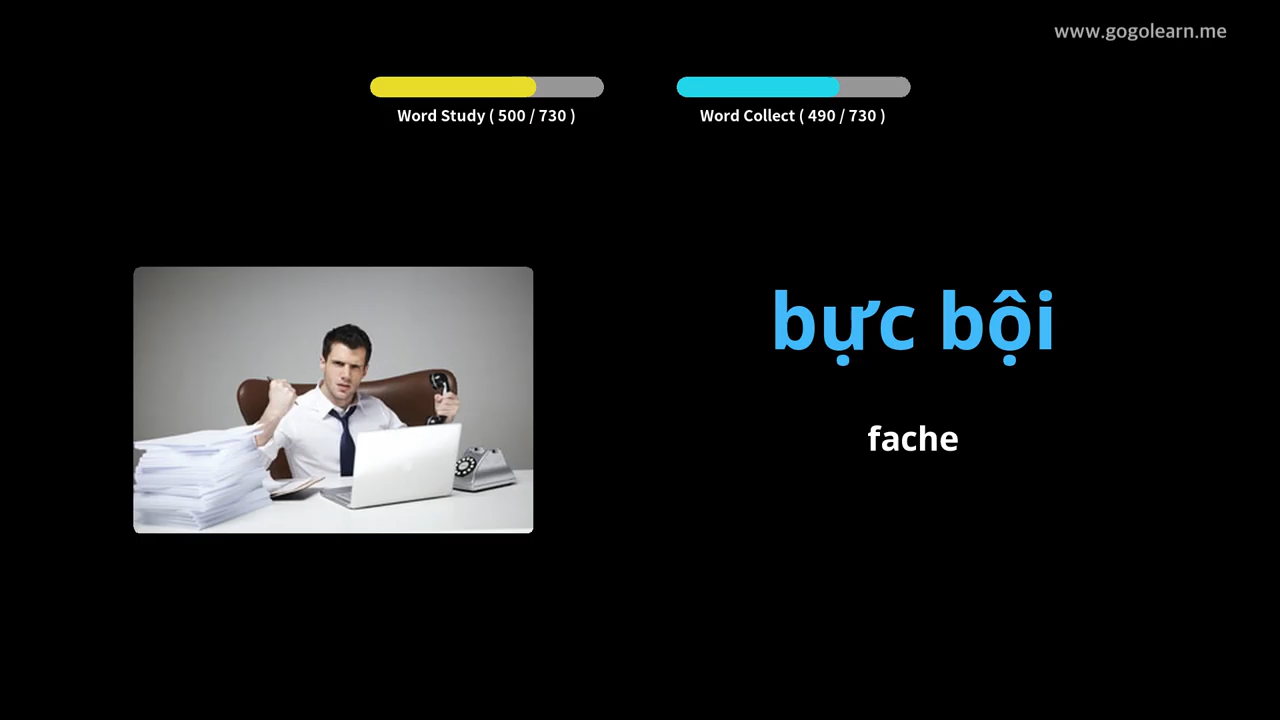 www.gogolearn.me
Word Study ( 500 / 730 )
Word Collect ( 490 / 730 )
bực bội
fache